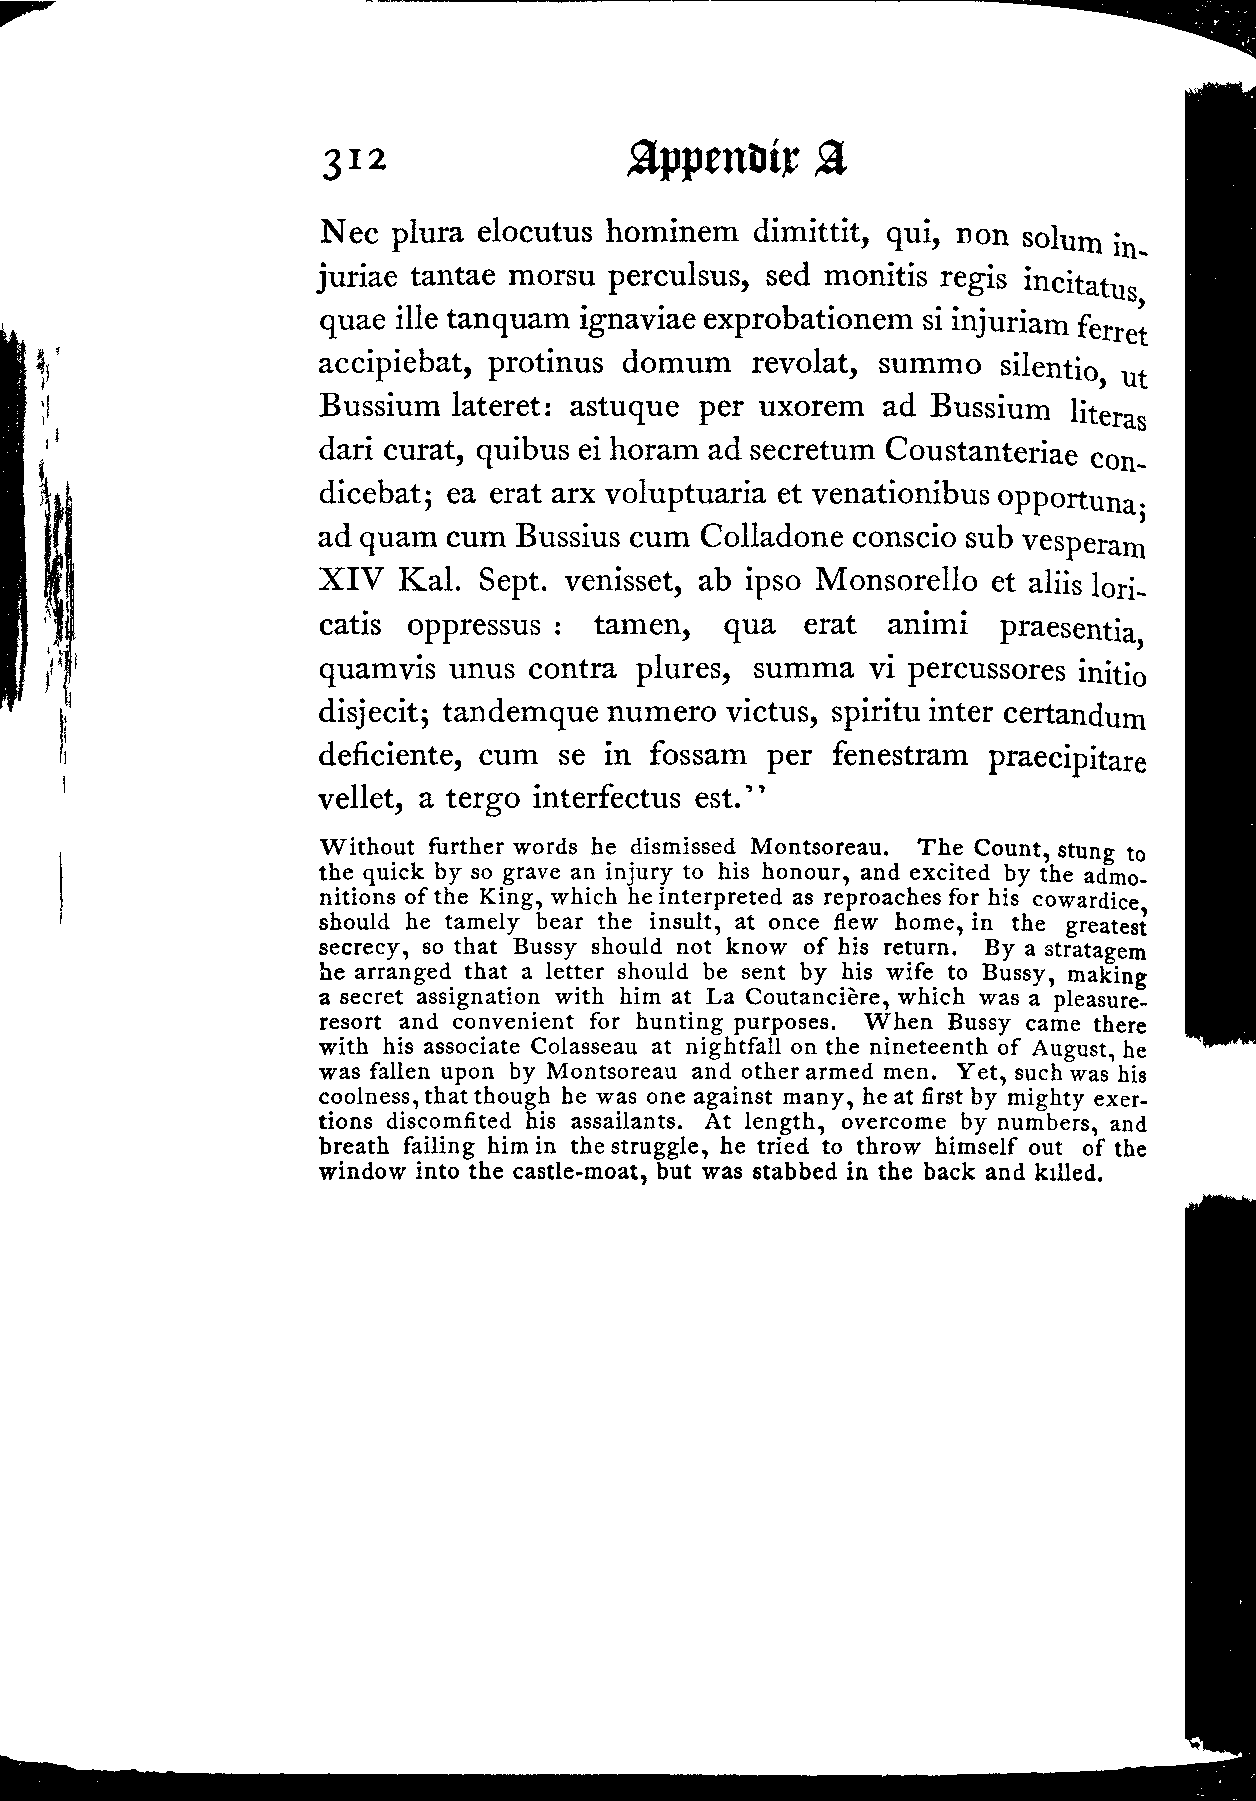 312 Appendix A
Nec plura elocutus hominem dimittit, qui, non solum in-
juriae tantae morsu perculsus, sed monitis regis incitatus,
quae ille tanquam ignaviae exprobationem si injuriam ferret
accipiebat, protinus domum revolat, summo silentio, ut
Bussium lateret: astuque per uxorem ad Bussium literas
dari curat, quibus ei horam ad secretum Coustanteriae con-
dicebat; ea erat arx voluptuaria et venationibus opportuna;
ad quam cum Bussius cum Colladone conscio sub vesperam
XIV Kal. Sept. venisset, ab ipso Monsorello et aliis lori-
catis oppressus : tamen, qua erat animi praesentia,
quamvis unus contra plures, summa vi percussores initio
disjecit; tandemque numero victus, spiritu inter certandum
deficiente, cum se in fossam per fenestram praecipitare
vellet, a tergo interfectus est.''
Without further words he dismissed Montsoreau. The Count, stung to
the quick by so grave an injury to his honour, and excited by the admo-
nitions of the King, which he interpreted as reproaches for his cowardice,
should he tamely bear the insult, at once flew home, in the greatest
secrecy, so that Bussy should not know of his return. By a stratagem
he arranged that a letter should be sent by his wife to Bussy, making
a secret assignation with him at La Coutancière, which was a pleasure-
resort and convenient for hunting purposes. When Bussy came there
with his associate Colasseau at nightfall on the nineteenth of August, he
was fallen upon by Montsoreau and other armed men. Yet, such was his
coolness, that though he was one against many, he at first by mighty exer-
tions discomfited his assailants. At length, overcome by numbers, and
breath failing him in the struggle, he tried to throw himself out of the
window into the castle-moat, but was stabbed in the back and killed.